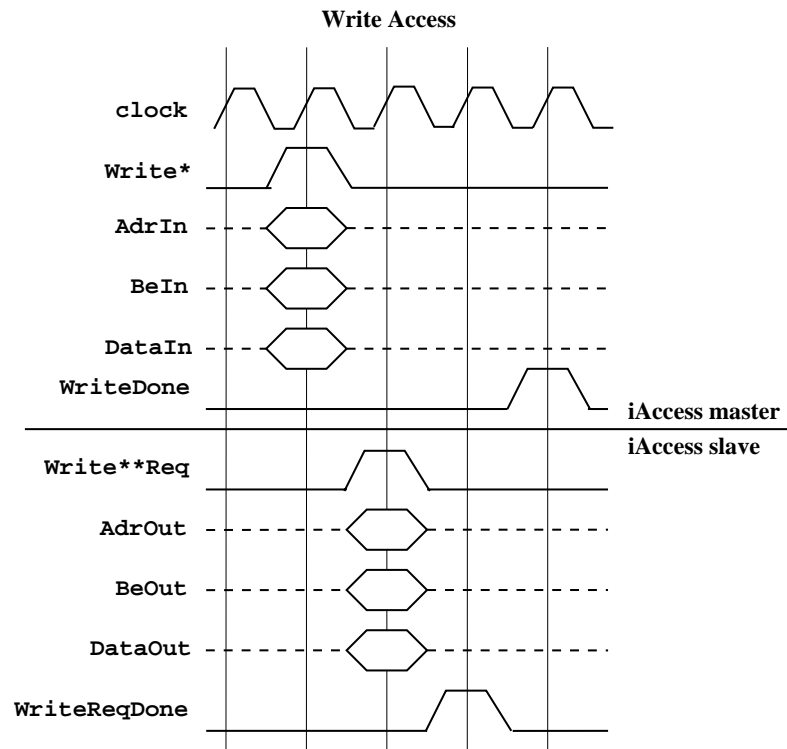 Write Access
clock
Write*
AdrIn
BeIn
DataIn
WriteDone
iAccess master
iAccess slave
Write**Req
AdrOut
BeOut
DataOut
WriteReqDone